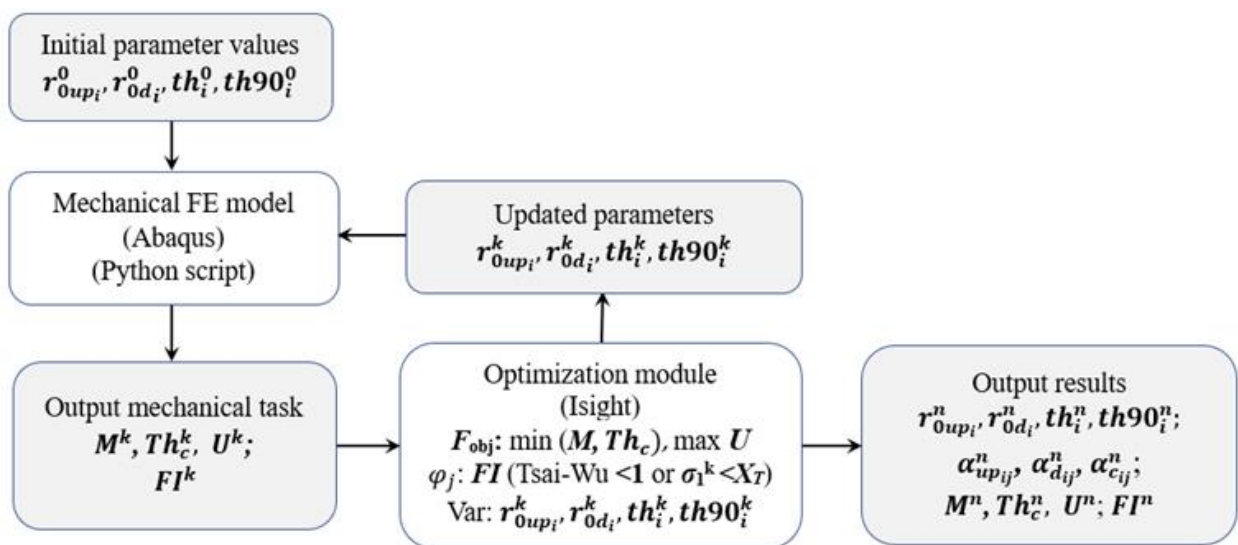 Initial parameter values
r⁰₀ᵤₚᵢ, r⁰₀dᵢ, th⁰ᵢ, th90⁰ᵢ
Mechanical FE model
(Abaqus)
(Python script)
Updated parameters
rᵏ₀ᵤₚᵢ, rᵏ₀dᵢ, thᵏᵢ, th90ᵏᵢ
Output mechanical task
Mᵏ, Thᵏc, Uᵏ;
FIᵏ
Optimization module
(Isight)
Fobj: min (M, Thc), max U
φj: FI (Tsai-Wu <1 or σ₁ᵏ<XT)
Var: rᵏ₀ᵤₚᵢ, rᵏ₀dᵢ, thᵏᵢ, th90ᵏᵢ
Output results
rⁿ₀ᵤₚᵢ, rⁿ₀dᵢ, thⁿᵢ, th90ⁿᵢ;
αⁿupᵢⱼ, αⁿdᵢⱼ, αⁿcᵢⱼ;
Mⁿ, Thⁿc, Uⁿ; FIⁿ